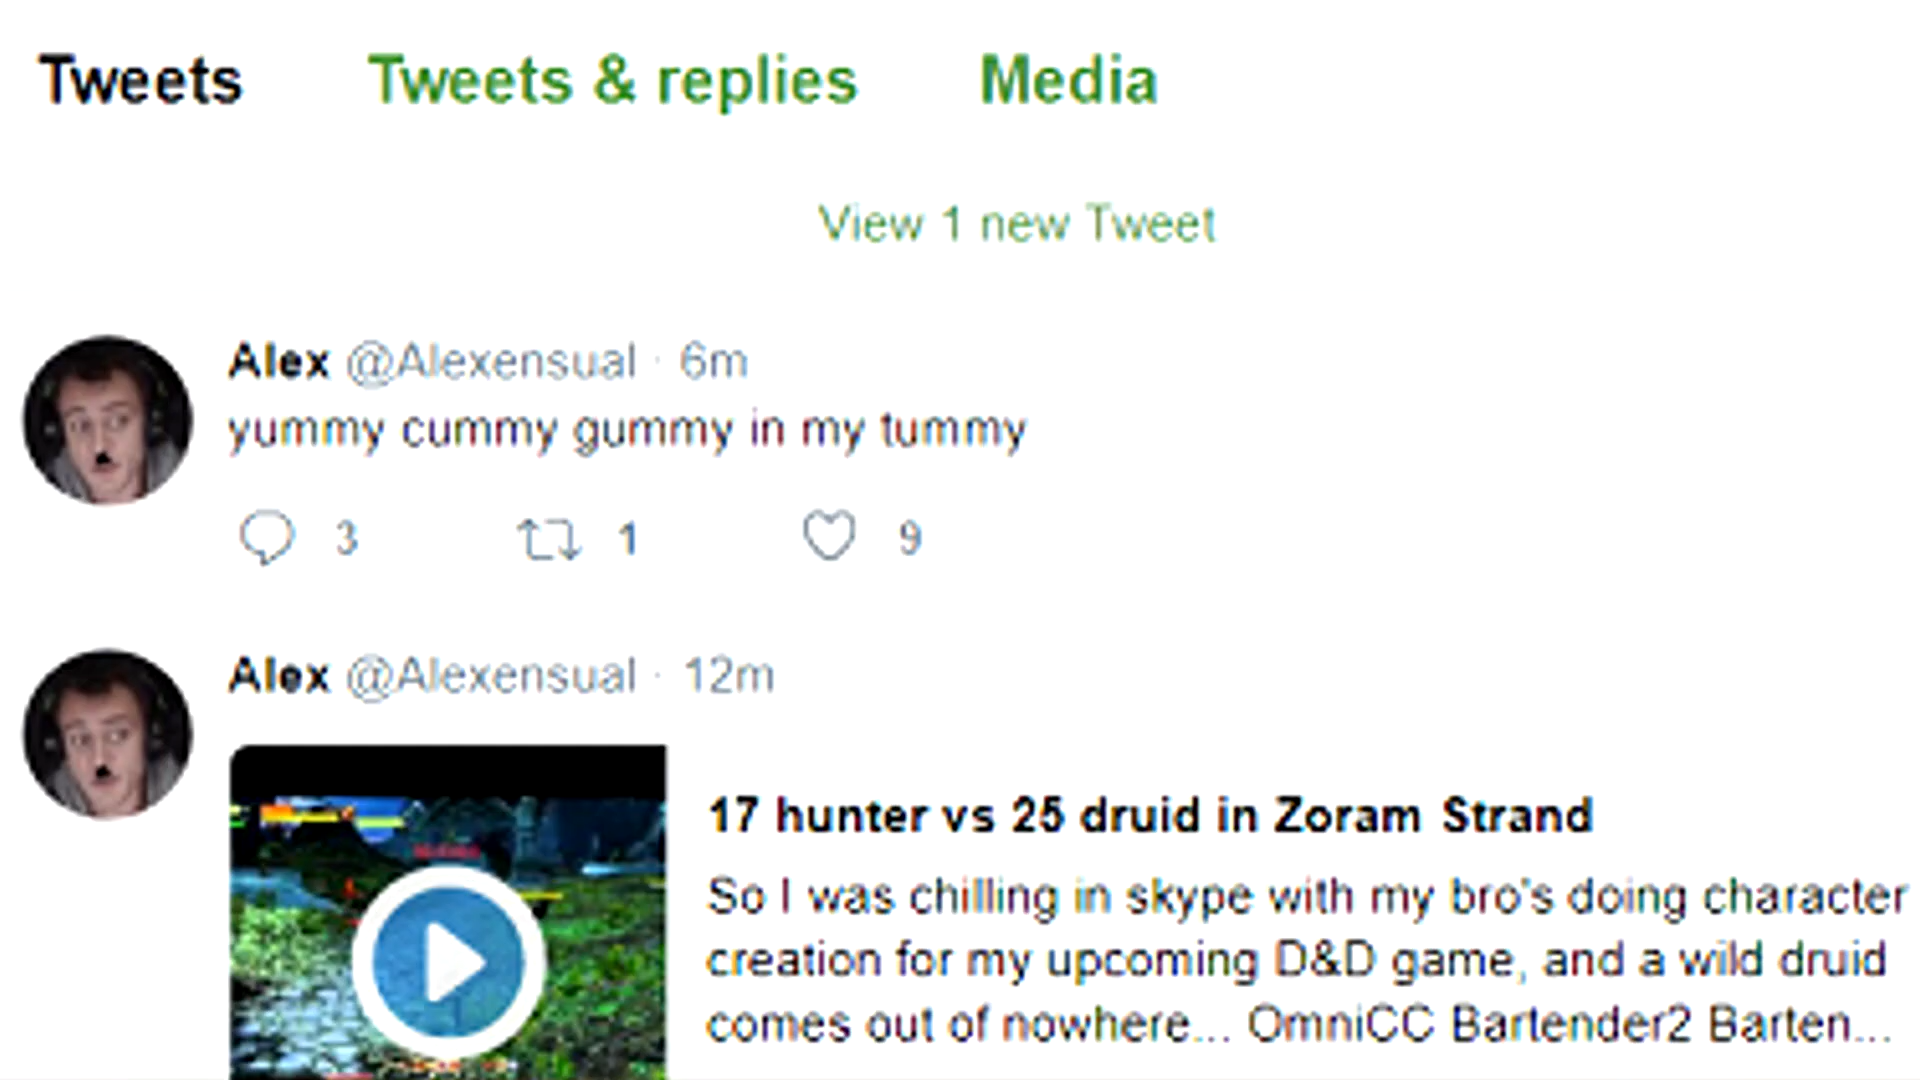 Tweets Tweets & replies Media
View 1 new Tweet
Alex @Alexensual · 6m
yummy cummy gummy in my tummy
3 1 9
Alex @Alexensual · 12m
17 hunter vs 25 druid in Zoram Strand
So I was chilling in skype with my bro's doing character
creation for my upcoming D&D game, and a wild druid
comes out of nowhere... OmniCC Bartender2 Barten...